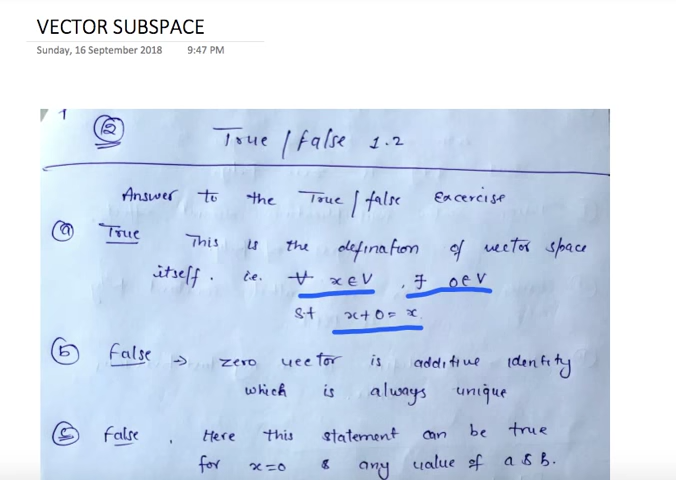 VECTOR SUBSPACE
Sunday, 16 September 2018 9:47 PM
1
② True / false 1.2
Answer to the True / false Excercise
ⓐ True This is the defination of vector space
itself. i.e. ∀ x∈V, ∃ 0∈V
st x+0=x
ⓑ False → zero vector is additive identity
which is always unique
ⓒ false. Here this statement can be true
for x=0 & any value of a & b.